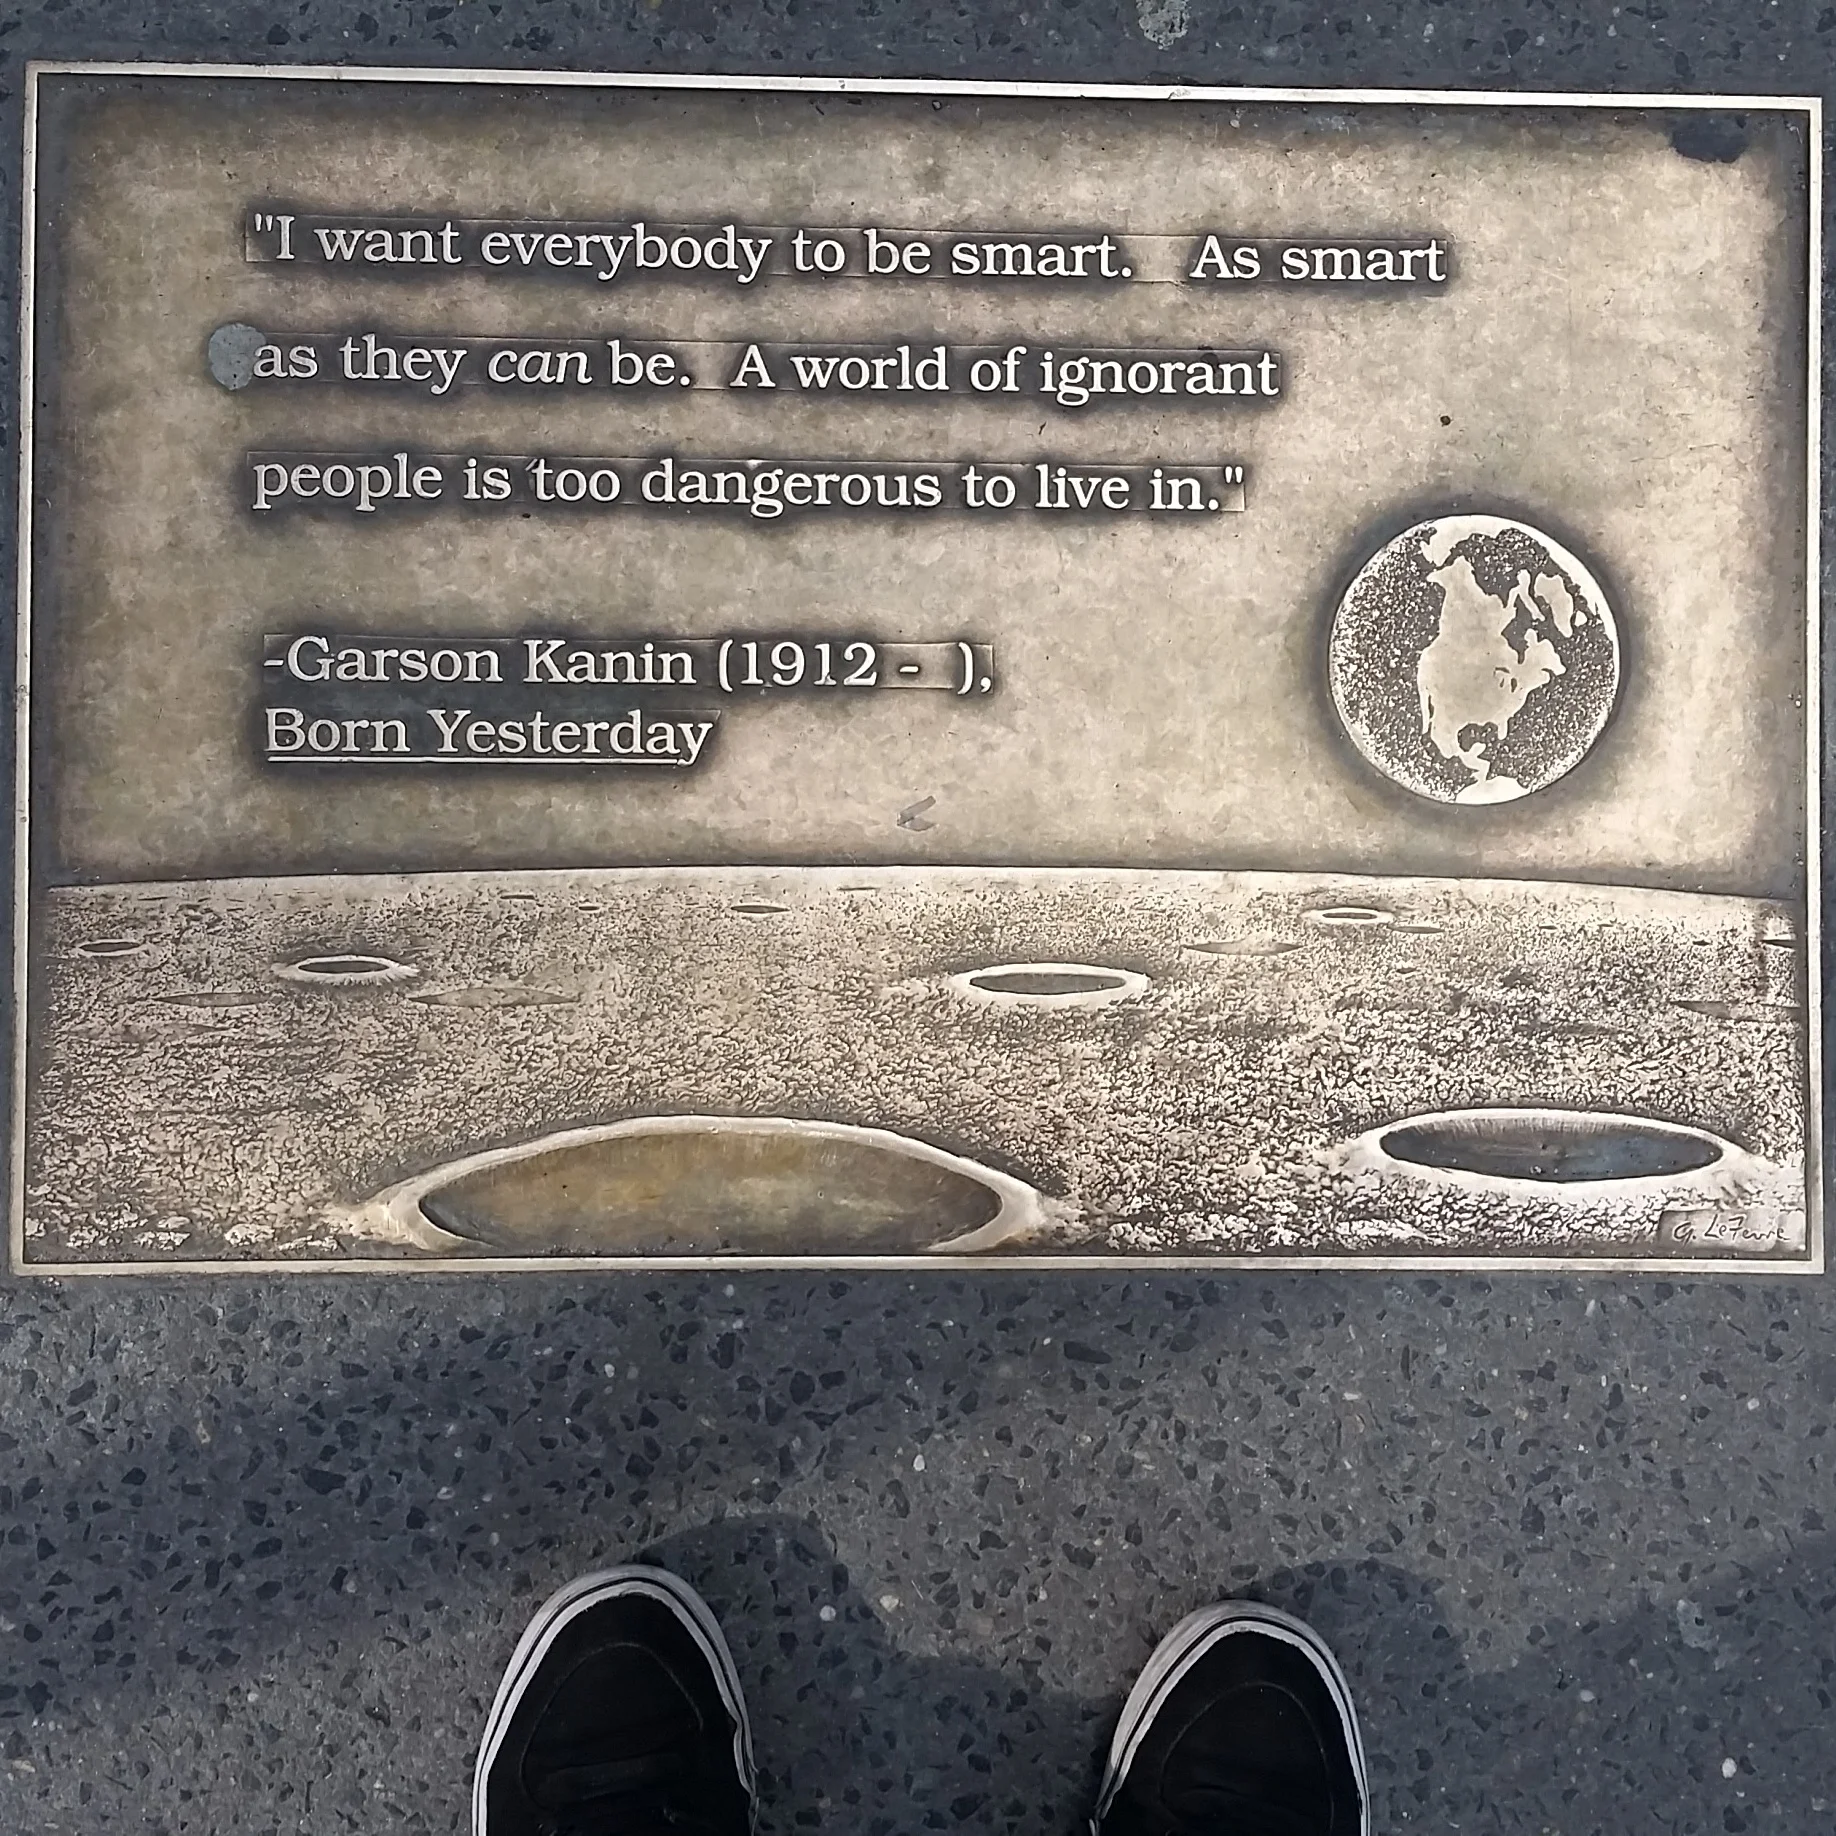 "I want everybody to be smart. As smart
as they can be. A world of ignorant
people is too dangerous to live in."
-Garson Kanin (1912 - ),
Born Yesterday
G. LeFevre